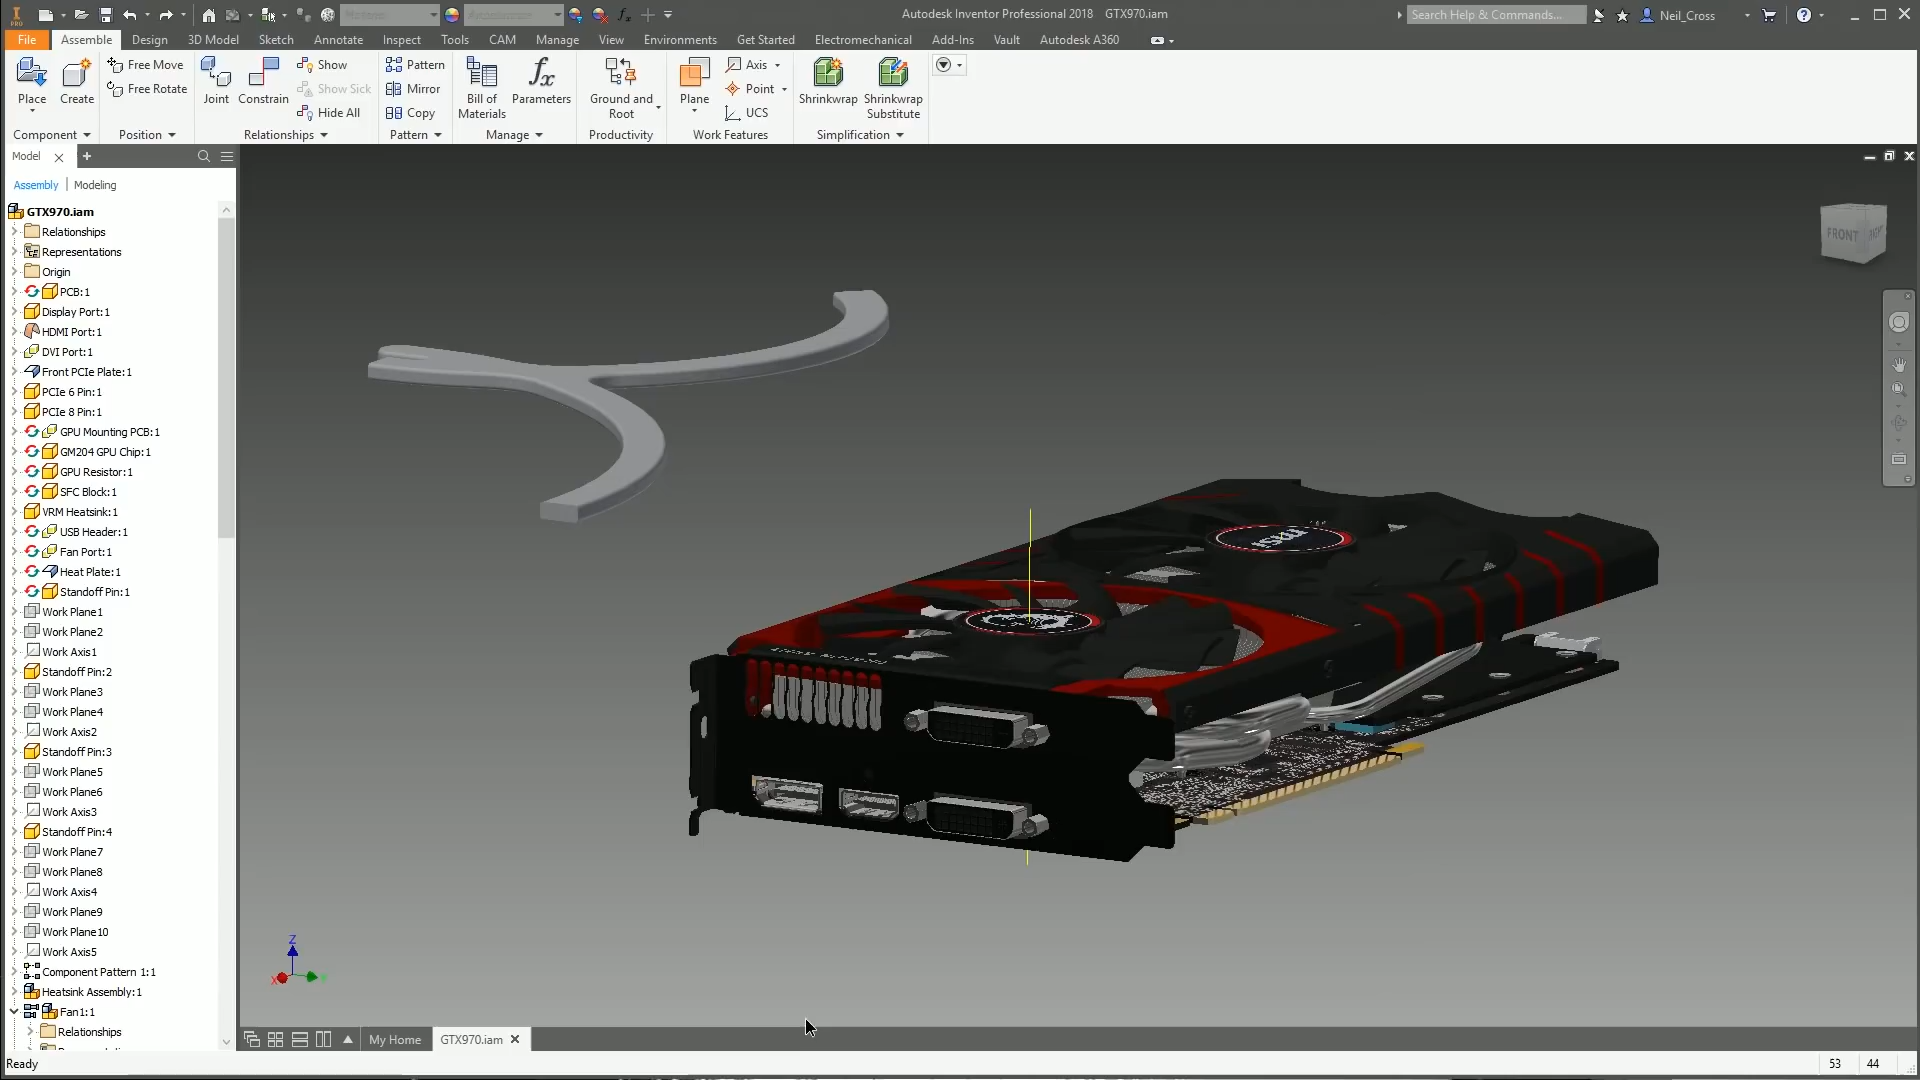 Autodesk Inventor Professional 2018 GTX970.iam
Search Help & Commands...
Neil_Cross
PRO
File Assemble Design 3D Model Sketch Annotate Inspect Tools CAM Manage View Environments Get Started Electromechanical Add-Ins Vault Autodesk A360
Place
Create
Component
Free Move
Free Rotate
Position
Joint
Constrain
Show
Show Sick
Hide All
Relationships
Pattern
Mirror
Copy
Pattern
Bill of
Materials
Parameters
Manage
Ground and
Root
Productivity
Plane
Axis
Point
UCS
Work Features
Shrinkwrap
Shrinkwrap
Substitute
Simplification
Model
Assembly | Modeling
GTX970.iam
Relationships
Representations
Origin
PCB:1
Display Port:1
HDMI Port:1
DVI Port:1
Front PCIe Plate:1
PCIe 6 Pin:1
PCIe 8 Pin:1
GPU Mounting PCB:1
GM204 GPU Chip:1
GPU Resistor:1
SFC Block:1
VRM Heatsink:1
USB Header:1
Fan Port:1
Heat Plate:1
Standoff Pin:1
Work Plane1
Work Plane2
Work Axis1
Standoff Pin:2
Work Plane3
Work Plane4
Work Axis2
Standoff Pin:3
Work Plane5
Work Plane6
Work Axis3
Standoff Pin:4
Work Plane7
Work Plane8
Work Axis4
Work Plane9
Work Plane10
Work Axis5
Component Pattern 1:1
Heatsink Assembly:1
Fan1:1
Relationships
FRONT
RIGHT
msi
Z
X
Y
My Home
GTX970.iam
Ready
53 44